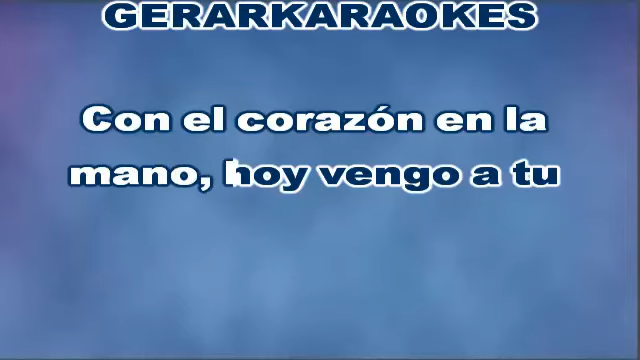 GERARKARAOKES
Con el corazón en la
mano, hoy vengo a tu